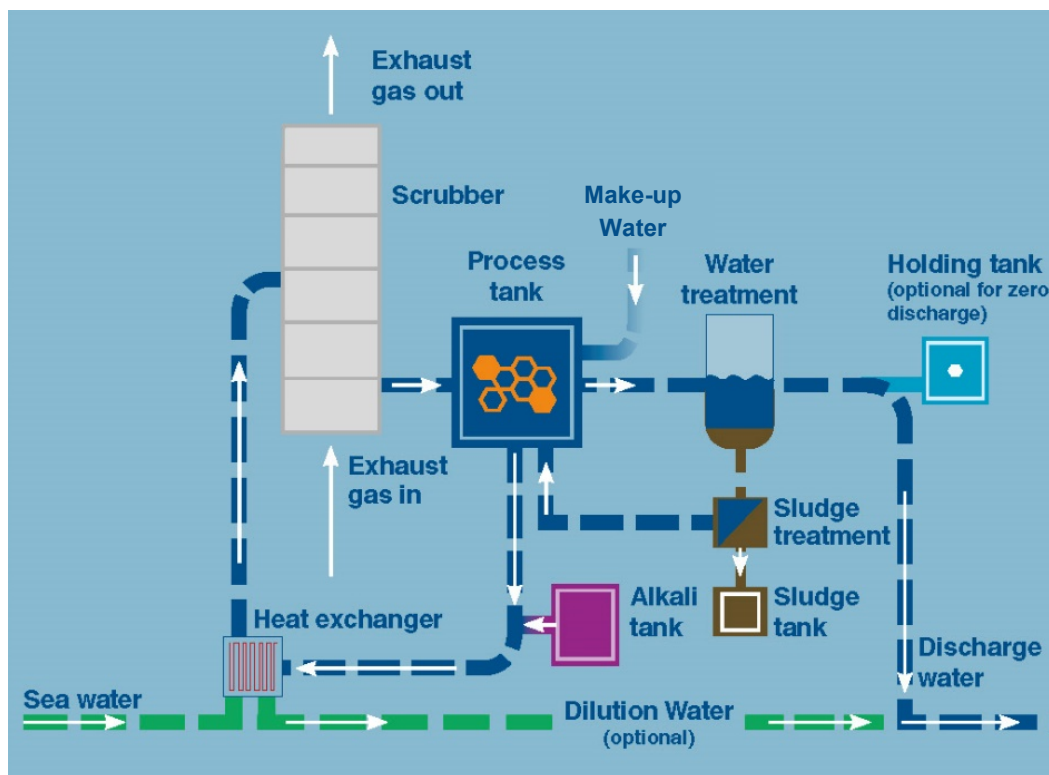 Exhaust
gas out
Scrubber
Make-up
Water
Process
tank
Water
treatment
Holding tank
(optional for zero
discharge)
Exhaust
gas in
Sludge
treatment
Heat exchanger
Alkali
tank
Sludge
tank
Discharge
water
Sea water
Dilution Water
(optional)